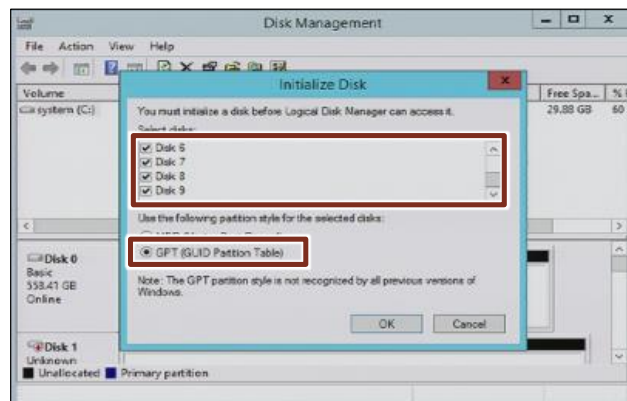 Disk Management
File Action View Help
Initialize Disk
Volume
Free Spa...
system (C:)
29.88 GB 60
You must initialize a disk before Logical Disk Manager can access it.
Select disks:
Disk 6
Disk 7
Disk 8
Disk 9
Use the following partition style for the selected disks:
GPT (GUID Partition Table)
Note: The GPT partition style is not recognized by all previous versions of
Windows.
OK Cancel
Disk 0
Basic
558.41 GB
Online
Disk 1
Unknown
Unallocated Primary partition